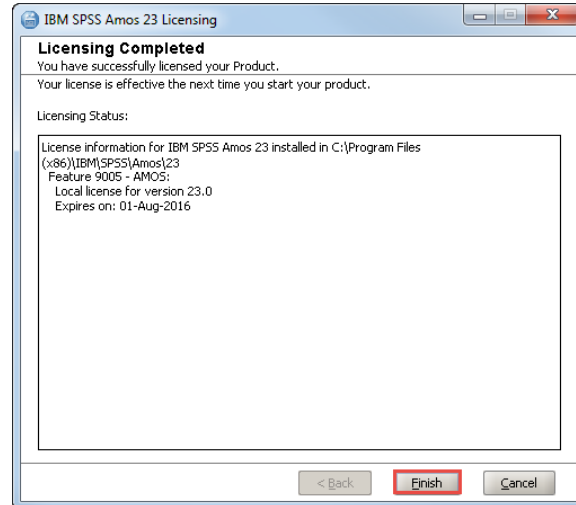 IBM SPSS Amos 23 Licensing
Licensing Completed
You have successfully licensed your Product.
Your license is effective the next time you start your product.
Licensing Status:
License information for IBM SPSS Amos 23 installed in C:\Program Files
(x86)\IBM\SPSS\Amos\23
Feature 9005 - AMOS:
Local license for version 23.0
Expires on: 01-Aug-2016
< Back Finish Cancel